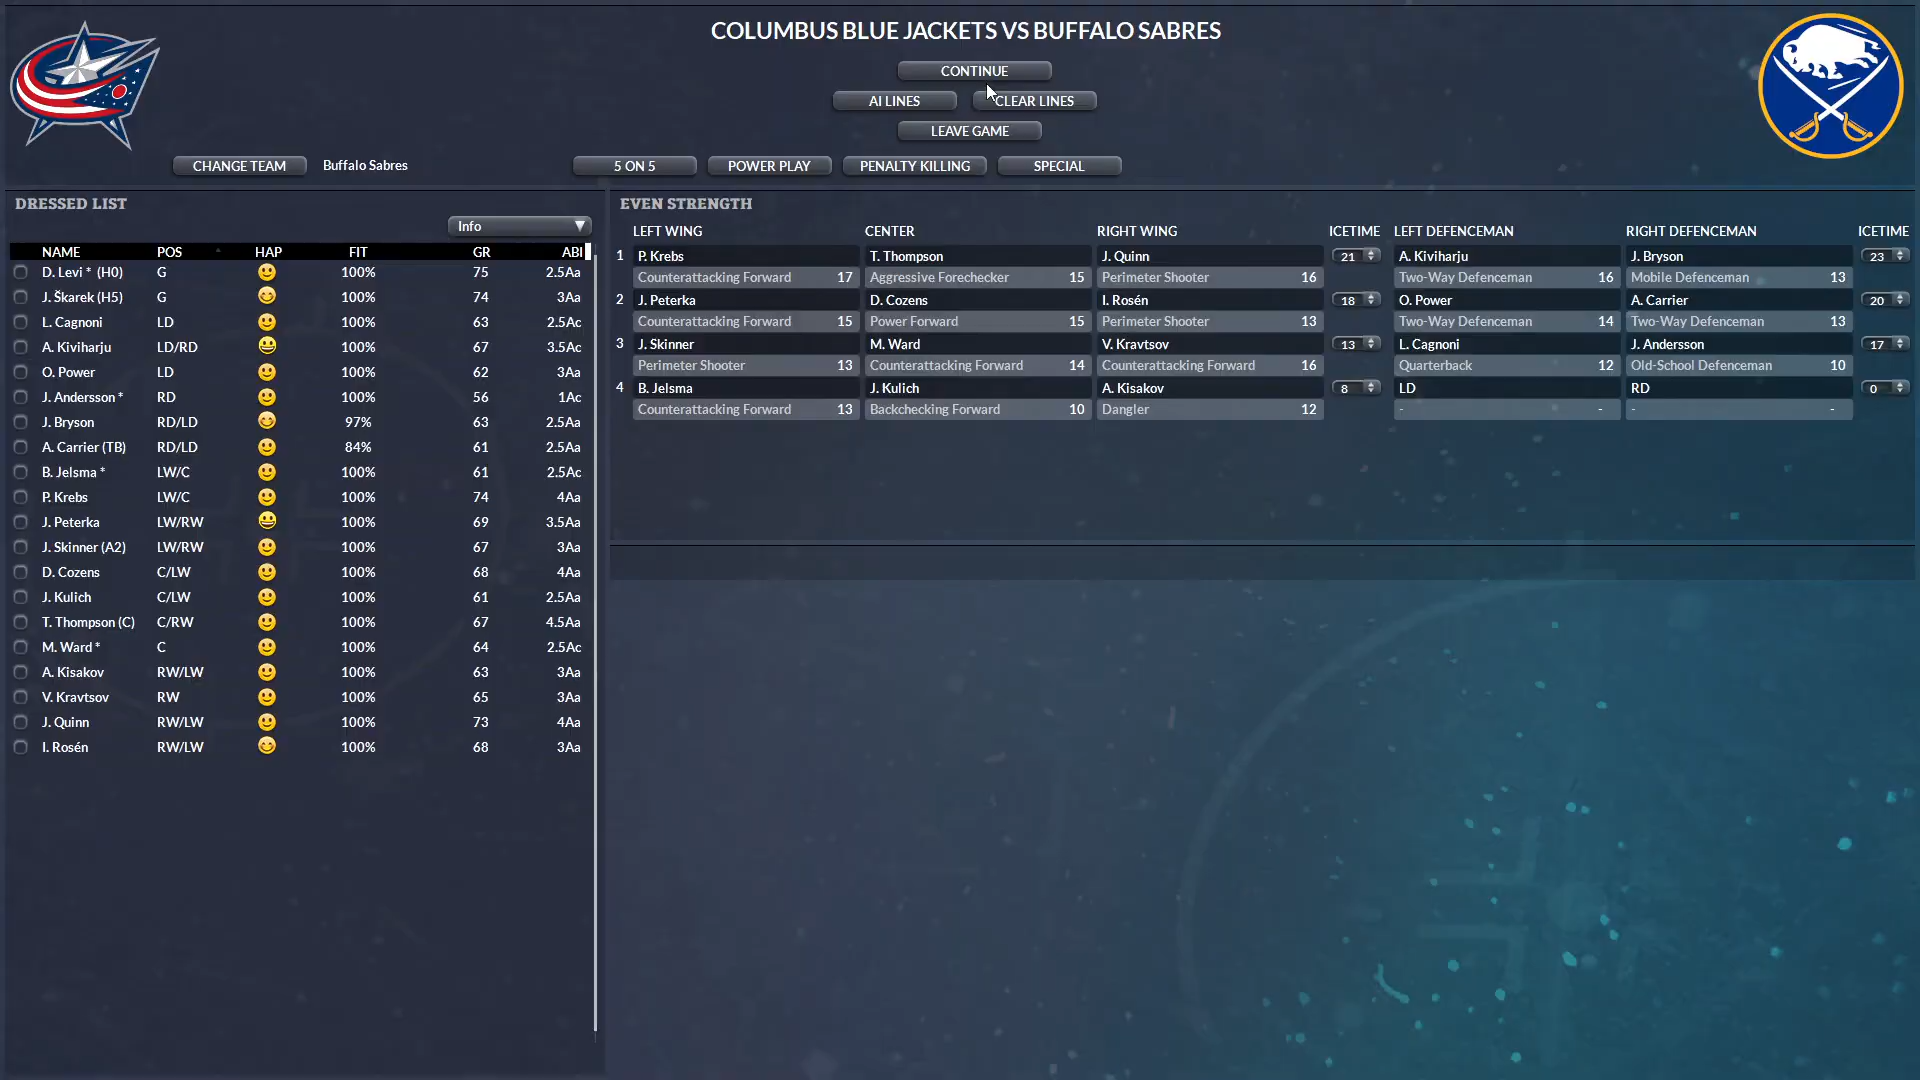 COLUMBUS BLUE JACKETS VS BUFFALO SABRES
CONTINUE
AI LINES CLEAR LINES
LEAVE GAME
CHANGE TEAM Buffalo Sabres 5 ON 5 POWER PLAY PENALTY KILLING SPECIAL
DRESSED LIST
Info
NAME POS HAP FIT GR ABI
D. Levi * (H0) G 100% 75 2.5Aa
J. Škarek (H5) G 100% 74 3Aa
L. Cagnoni LD 100% 63 2.5Ac
A. Kiviharju LD/RD 100% 67 3.5Ac
O. Power LD 100% 62 3Aa
J. Andersson * RD 100% 56 1Ac
J. Bryson RD/LD 97% 63 2.5Aa
A. Carrier (TB) RD/LD 84% 61 2.5Aa
B. Jelsma * LW/C 100% 61 2.5Ac
P. Krebs LW/C 100% 74 4Aa
J. Peterka LW/RW 100% 69 3.5Aa
J. Skinner (A2) LW/RW 100% 67 3Aa
D. Cozens C/LW 100% 68 4Aa
J. Kulich C/LW 100% 61 2.5Aa
T. Thompson (C) C/RW 100% 67 4.5Aa
M. Ward * C 100% 64 2.5Ac
A. Kisakov RW/LW 100% 63 3Aa
V. Kravtsov RW 100% 65 3Aa
J. Quinn RW/LW 100% 73 4Aa
I. Rosén RW/LW 100% 68 3Aa
EVEN STRENGTH
LEFT WING CENTER RIGHT WING ICETIME LEFT DEFENCEMAN RIGHT DEFENCEMAN ICETIME
1 P. Krebs T. Thompson J. Quinn 21 A. Kiviharju J. Bryson 23
Counterattacking Forward 17 Aggressive Forechecker 15 Perimeter Shooter 16 Two-Way Defenceman 16 Mobile Defenceman 13
2 J. Peterka D. Cozens I. Rosén 18 O. Power A. Carrier 20
Counterattacking Forward 15 Power Forward 15 Perimeter Shooter 13 Two-Way Defenceman 14 Two-Way Defenceman 13
3 J. Skinner M. Ward V. Kravtsov 13 L. Cagnoni J. Andersson 17
Perimeter Shooter 13 Counterattacking Forward 14 Counterattacking Forward 16 Quarterback 12 Old-School Defenceman 10
4 B. Jelsma J. Kulich A. Kisakov 8 LD RD 0
Counterattacking Forward 13 Backchecking Forward 10 Dangler 12 - - - -